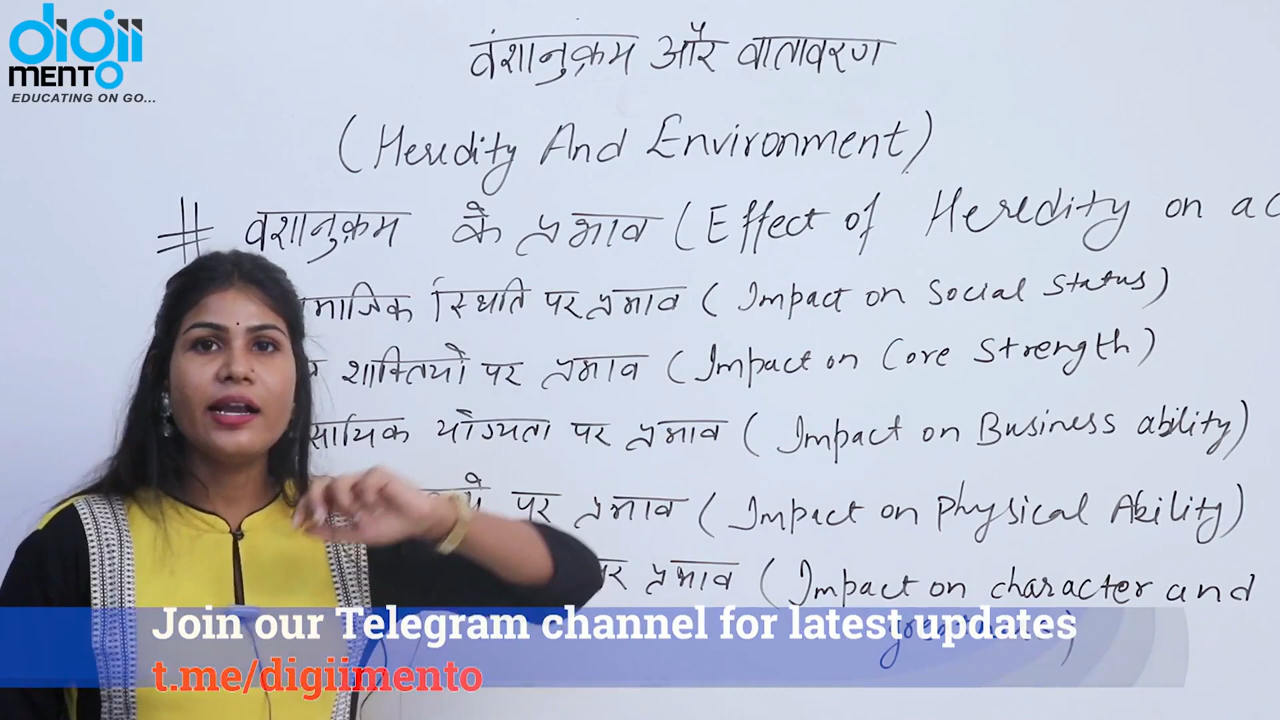 digii
MENTO
EDUCATING ON GO...
वंशानुक्रम और वातावरण
(Heredity And Environment)
# वंशानुक्रम के प्रभाव (Effect of Heredity on a
माजिक स्थिति पर प्रभाव (Impact on Social Status)
शक्तियों पर प्रभाव (Impact on Core Strength)
सायिक योग्यता पर प्रभाव (Impact on Business ability)
पर प्रभाव (Impact on Physical Ability)
पर प्रभाव (Impact on character and
Join our Telegram channel for latest updates
t.me/digiimento